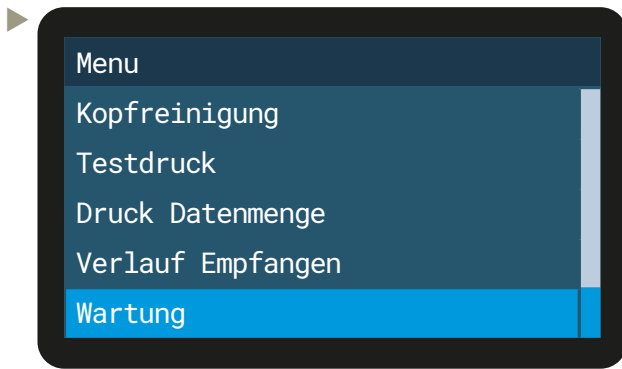 Menu
Kopfreinigung
Testdruck
Druck Datenmenge
Verlauf Empfangen
Wartung